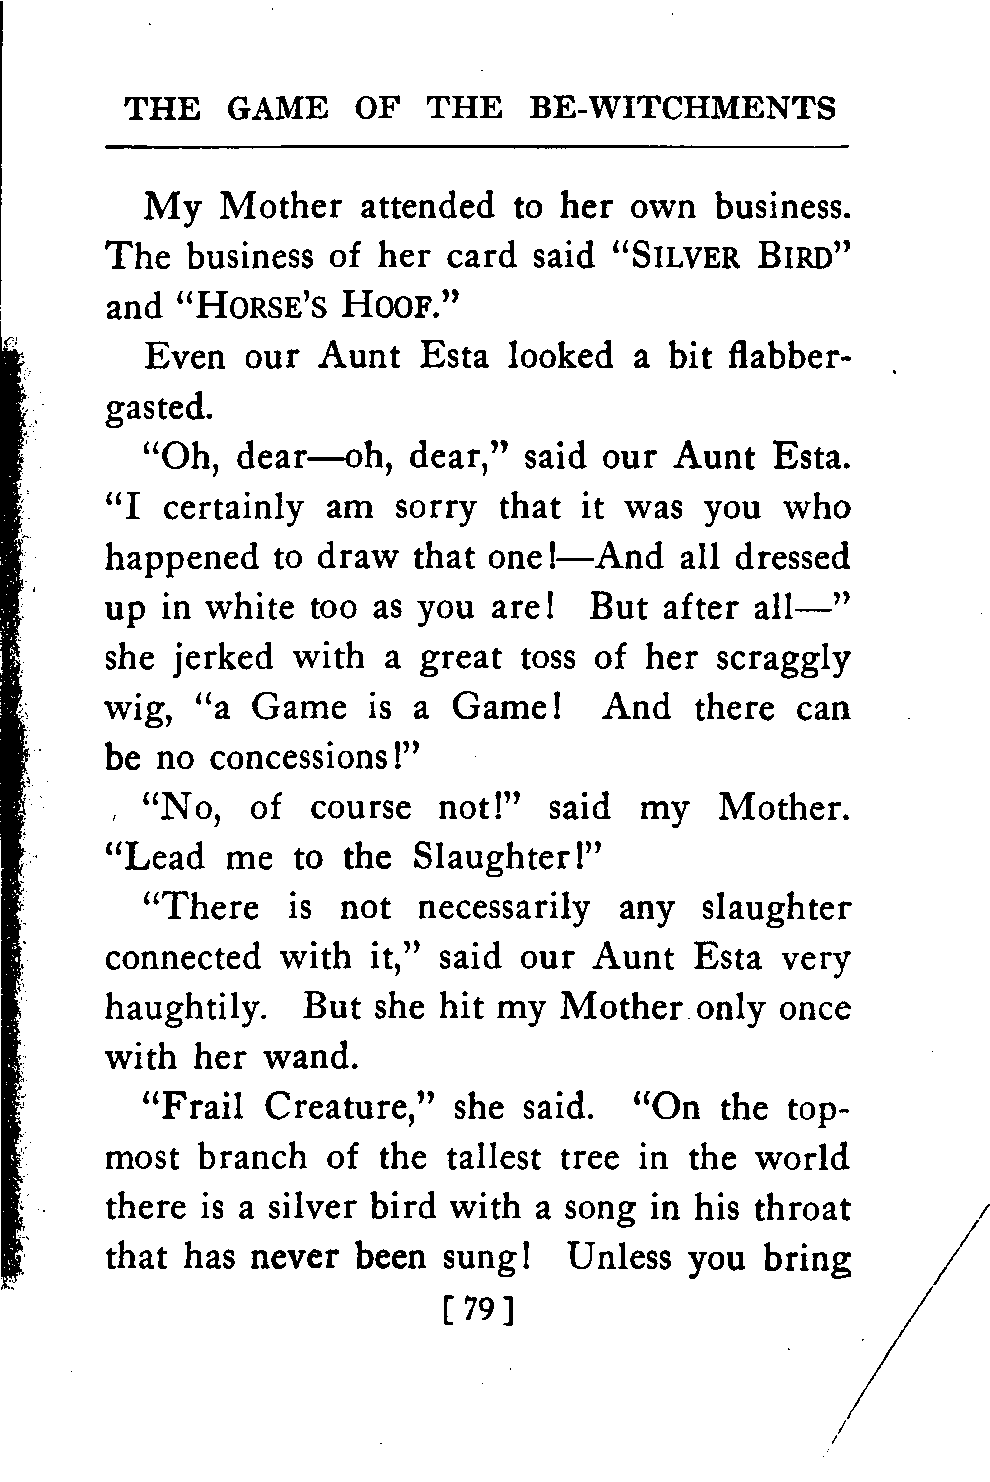 THE GAME OF THE BE-WITCHMENTS
My Mother attended to her own business.
The business of her card said “SILVER BIRD”
and “HORSE’S HOOF.”
Even our Aunt Esta looked a bit flabber-
gasted.
“Oh, dear—oh, dear,” said our Aunt Esta.
“I certainly am sorry that it was you who
happened to draw that one!—And all dressed
up in white too as you are! But after all—”
she jerked with a great toss of her scraggly
wig, “a Game is a Game! And there can
be no concessions!”
“No, of course not!” said my Mother.
“Lead me to the Slaughter!”
“There is not necessarily any slaughter
connected with it,” said our Aunt Esta very
haughtily. But she hit my Mother only once
with her wand.
“Frail Creature,” she said. “On the top-
most branch of the tallest tree in the world
there is a silver bird with a song in his throat
that has never been sung! Unless you bring
[79]